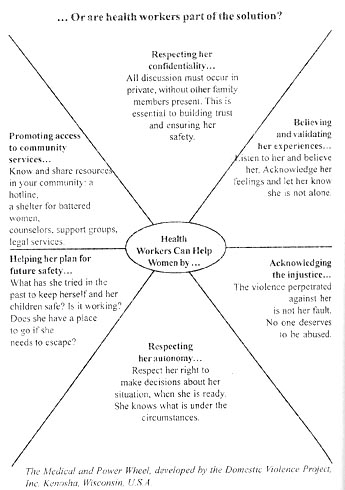 ... Or are health workers part of the solution?
Respecting her
confidentiality...
All discussion must occur in
private, without other family
members present. This is
essential to building trust
and ensuring her
safety.
Believing
and validating
her experiences...
Listen to her and believe
her. Acknowledge her
feelings and let her know
she is not alone.
Promoting access
to community
services...
Know and share resources
in your community: a
hotline,
a shelter for battered
women,
counselors, support groups,
legal services.
Health
Workers Can Help
Women by...
Helping her plan for
future safety...
What has she tried in the
past to keep herself and her
children safe? Is it working?
Does she have a place
to go if she
needs to escape?
Acknowledging
the injustice...
The violence perpetrated
against her
is not her fault.
No one deserves
to be abused.
Respecting
her autonomy...
Respect her right to
make decisions about her
situation, when she is ready.
She knows what is under the
circumstances.
The Medical and Power Wheel, developed by the Domestic Violence Project,
Inc. Kenosha, Wisconsin, U.S.A